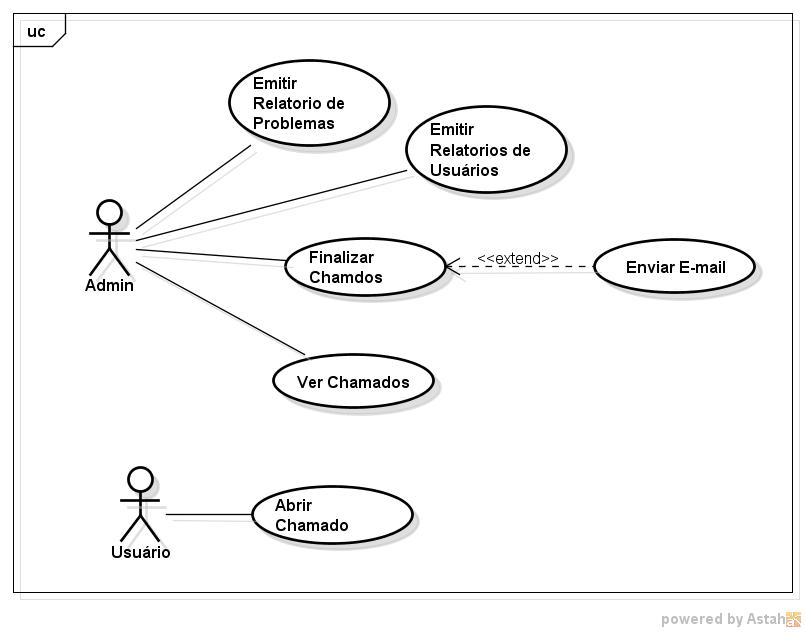 uc
Emitir
Relatorio de
Problemas
Emitir
Relatorios de
Usuários
Admin
Finalizar
Chamdos
<<extend>>
Enviar E-mail
Ver Chamados
Usuário
Abrir
Chamado
powered by Astah